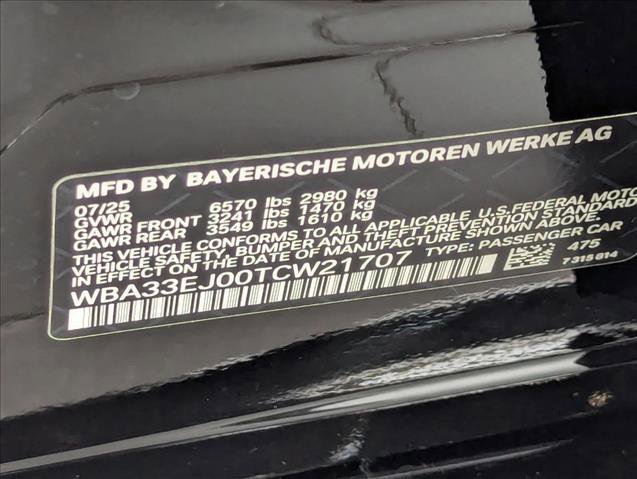 MFD BY BAYERISCHE MOTOREN WERKE AG
07/25
GVWR 6570 lbs 2980 kg
GAWR FRONT 3241 lbs 1470 kg
GAWR REAR 3549 lbs 1610 kg
THIS VEHICLE CONFORMS TO ALL APPLICABLE U.S. FEDERAL MOTO
VEHICLE SAFETY, BUMPER AND THEFT PREVENTION STANDARD
IN EFFECT ON THE DATE OF MANUFACTURE SHOWN ABOVE.
WBA33EJ00TCW21707 TYPE: PASSENGER CAR
475
7 315 614